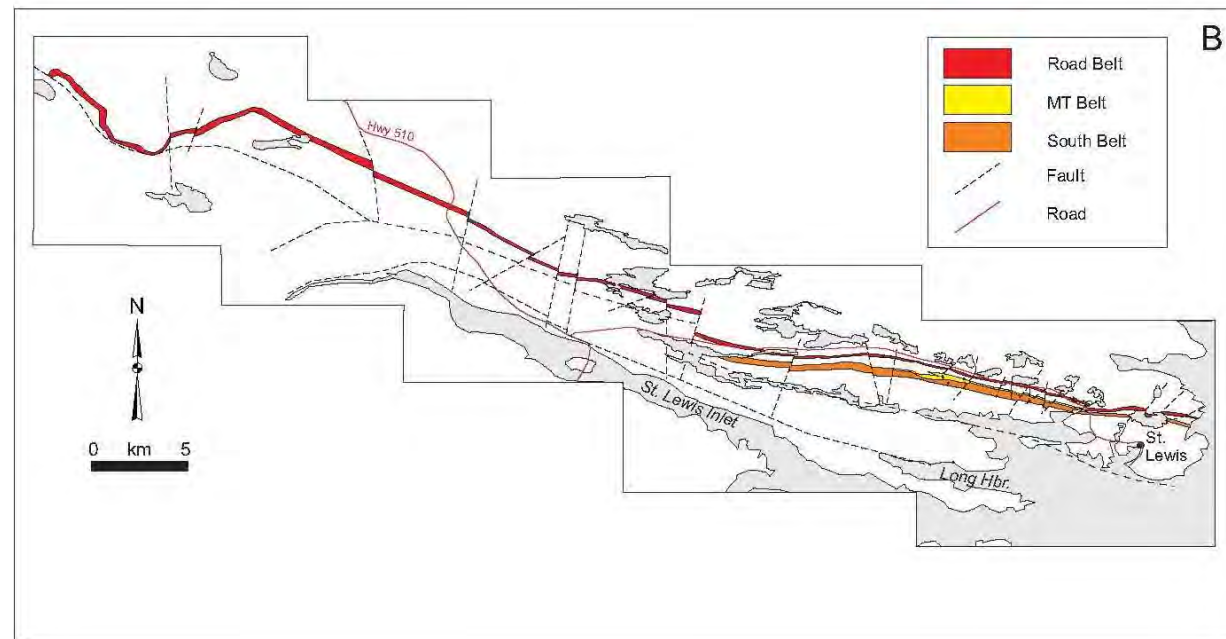 B
Road Belt
MT Belt
South Belt
Fault
Road
Hwy 510
N
0 km 5
St. Lewis Inlet
Long Hbr.
St.
Lewis